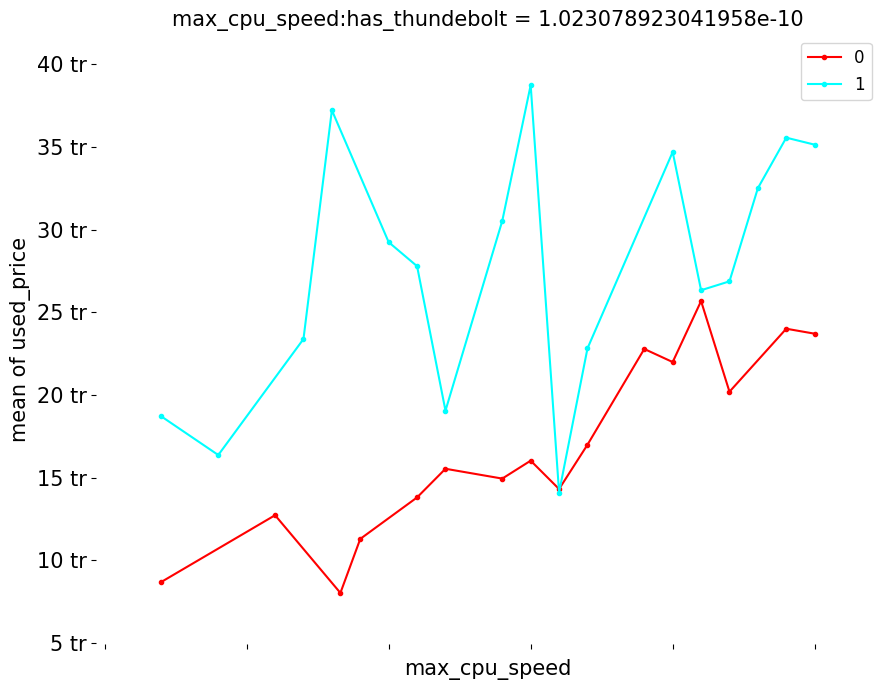 max_cpu_speed:has_thundebolt = 1.023078923041958e-10
0
1
40 tr
35 tr
30 tr
25 tr
20 tr
15 tr
10 tr
5 tr
mean of used_price
max_cpu_speed